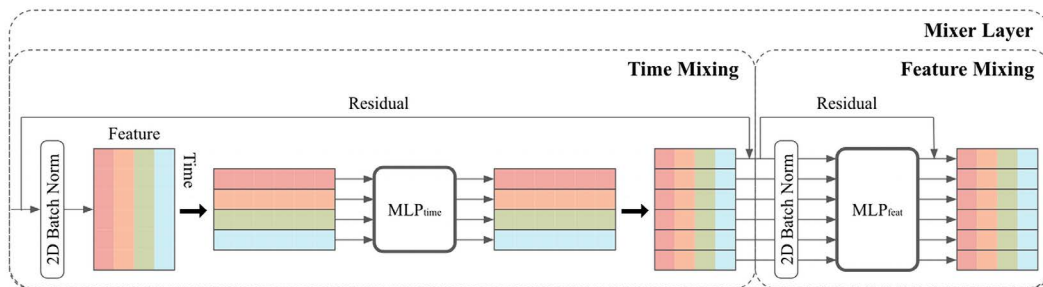 Mixer Layer
Time Mixing
Feature Mixing
Residual
Residual
Feature
Time
2D Batch Norm
MLPtime
2D Batch Norm
MLPfeat